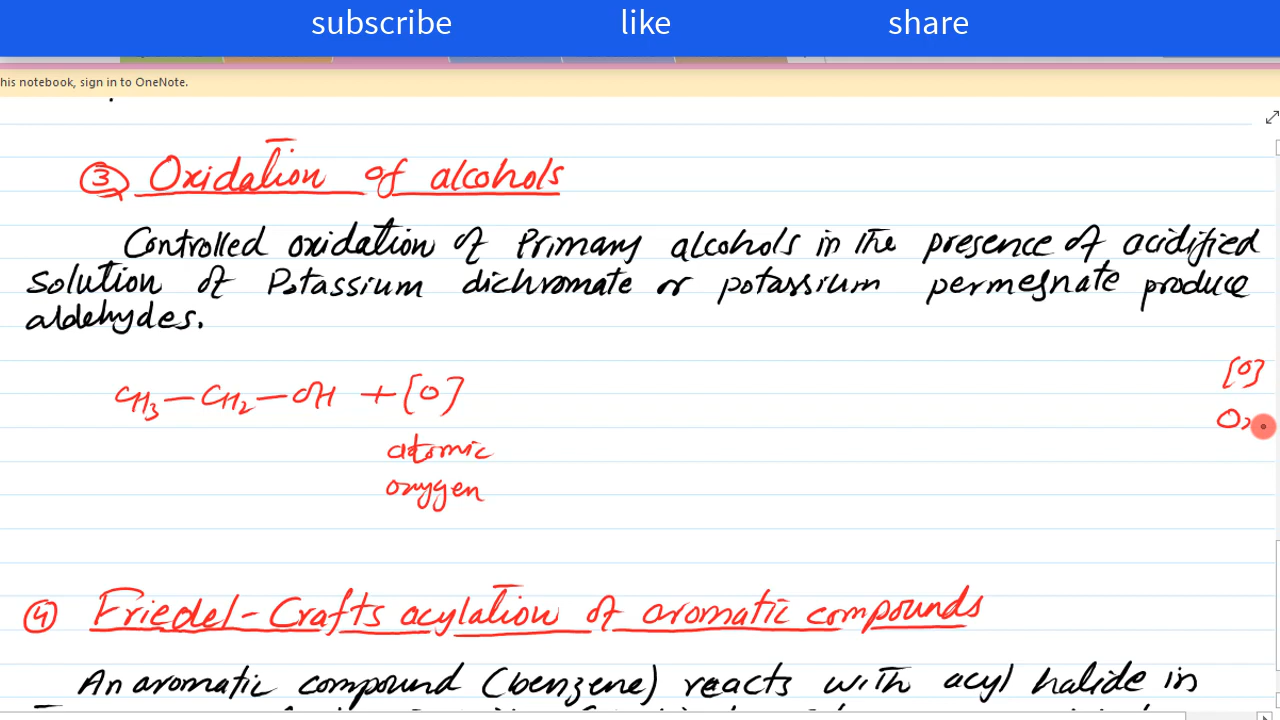 subscribe like share
his notebook, sign in to OneNote.
③ Oxidation of alcohols
Controlled oxidation of Primary alcohols in the presence of acidified
solution of Potassium dichromate or potassium permegnate produce
aldehydes.
[O]
CH3-CH2-OH + [O]
atomic
oxygen
④ Friedel-Crafts acylation of aromatic compounds
An aromatic compound (benzene) reacts with acyl halide in